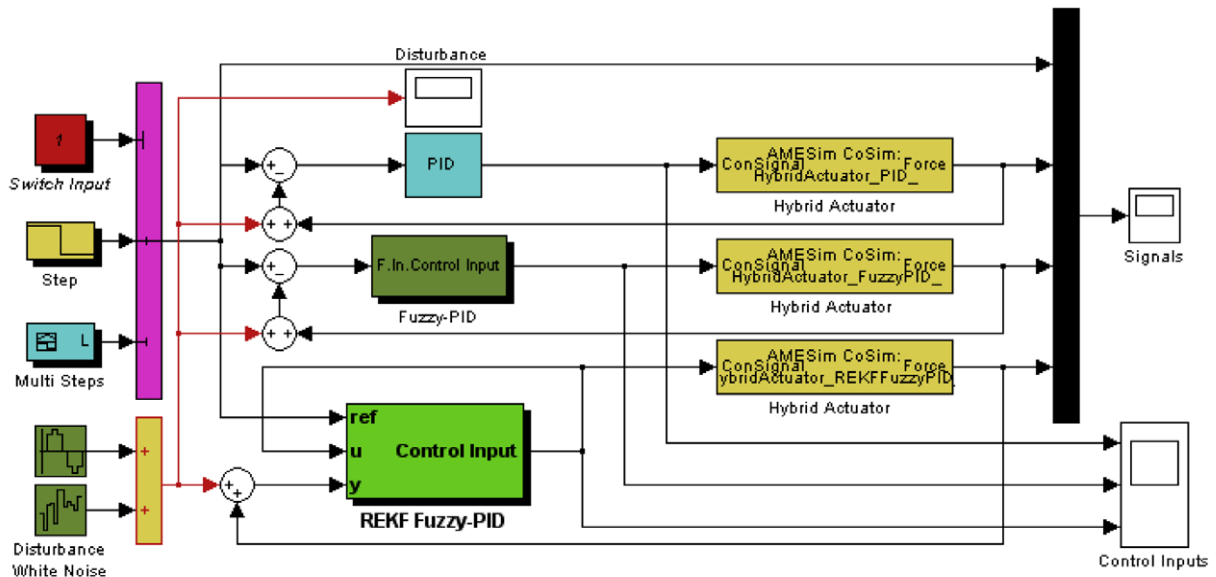 Disturbance
1
Switch Input
PID
AMESim CoSim:
ConSignal Force
HybridActuator_PID_
Hybrid Actuator
Step
F.In.Control Input
Fuzzy-PID
AMESim CoSim:
ConSignal Force
HybridActuator_FuzzyPID_
Hybrid Actuator
Signals
L
Multi Steps
AMESim CoSim:
ConSignal Force
ybridActuator_REKFFuzzyPID
Hybrid Actuator
ref
u
y
Control Input
REKF Fuzzy-PID
Disturbance
White Noise
Control Inputs